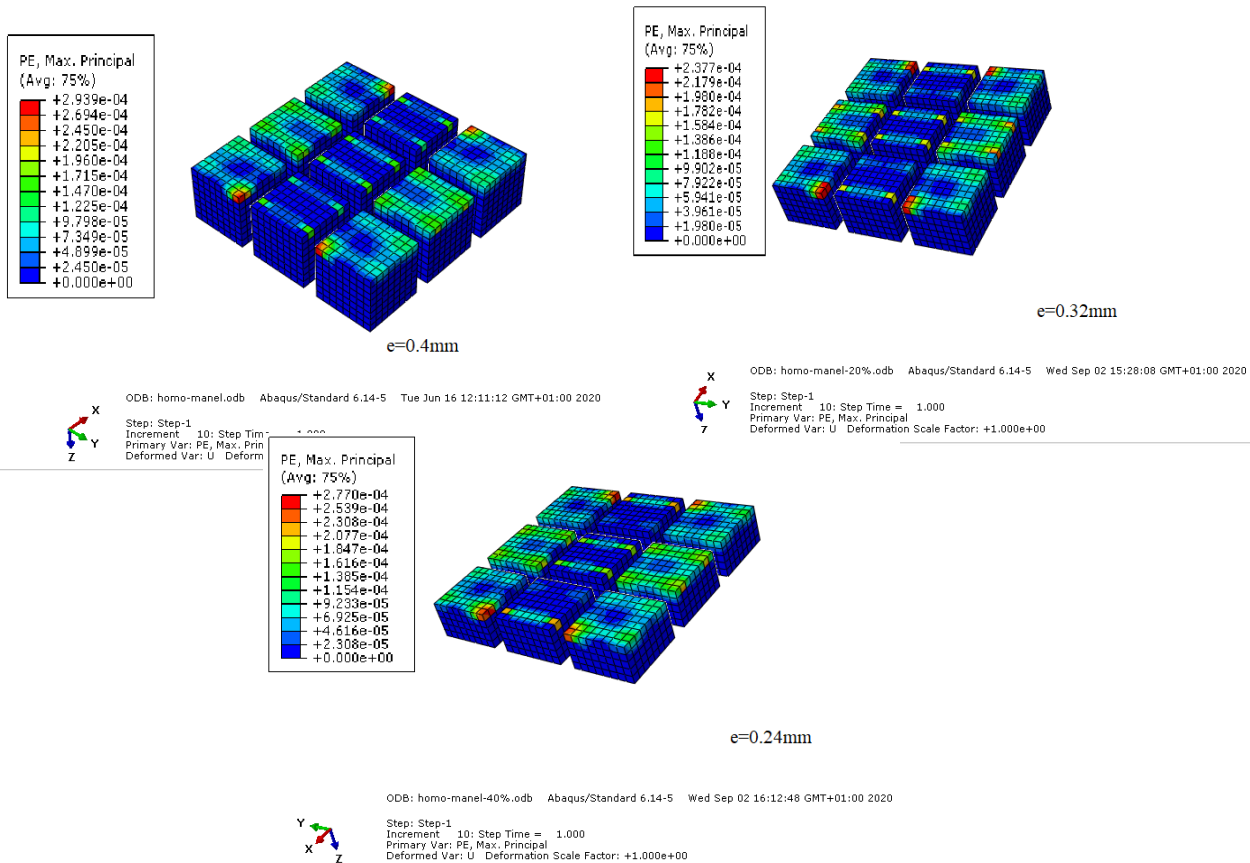 PE, Max. Principal
(Avg: 75%)
+2.939e-04
+2.694e-04
+2.450e-04
+2.205e-04
+1.960e-04
+1.715e-04
+1.470e-04
+1.225e-04
+9.798e-05
+7.349e-05
+4.899e-05
+2.450e-05
+0.000e+00
e=0.4mm
X
Y
Z
ODB: homo-manel.odb Abaqus/Standard 6.14-5 Tue Jun 16 12:11:12 GMT+01:00 2020
Step: Step-1
Increment 10: Step Time
Primary Var: PE, Max. Prin
Deformed Var: U Deform
PE, Max. Principal
(Avg: 75%)
+2.377e-04
+2.179e-04
+1.980e-04
+1.782e-04
+1.584e-04
+1.386e-04
+1.188e-04
+9.902e-05
+7.922e-05
+5.941e-05
+3.961e-05
+1.980e-05
+0.000e+00
e=0.32mm
X
Y
ODB: homo-manel-20%.odb Abaqus/Standard 6.14-5 Wed Sep 02 15:28:08 GMT+01:00 2020
Step: Step-1
Increment 10: Step Time = 1.000
Primary Var: PE, Max. Principal
Deformed Var: U Deformation Scale Factor: +1.000e+00
PE, Max. Principal
(Avg: 75%)
+2.770e-04
+2.539e-04
+2.308e-04
+2.077e-04
+1.847e-04
+1.616e-04
+1.385e-04
+1.154e-04
+9.233e-05
+6.925e-05
+4.616e-05
+2.308e-05
+0.000e+00
e=0.24mm
Y
X
Z
ODB: homo-manel-40%.odb Abaqus/Standard 6.14-5 Wed Sep 02 16:12:48 GMT+01:00 2020
Step: Step-1
Increment 10: Step Time = 1.000
Primary Var: PE, Max. Principal
Deformed Var: U Deformation Scale Factor: +1.000e+00